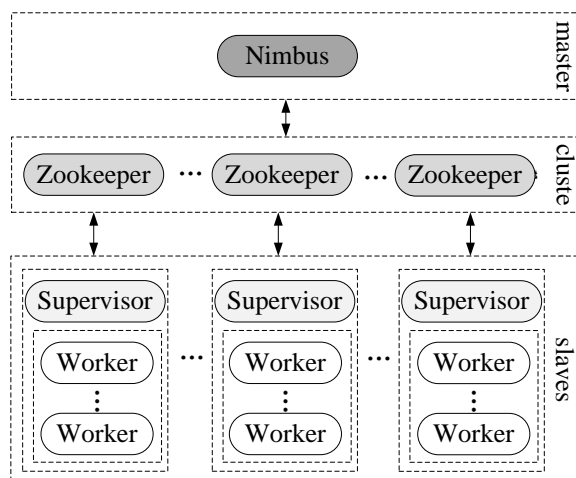 Nimbus
master
Zookeeper ... Zookeeper ... Zookeeper
cluste
Supervisor Supervisor Supervisor
Worker ... Worker ... Worker
Worker Worker Worker
slaves